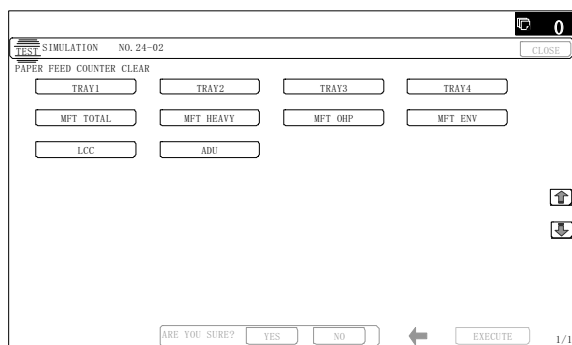 0
TEST SIMULATION NO. 24-02 CLOSE
PAPER FEED COUNTER CLEAR
TRAY1 TRAY2 TRAY3 TRAY4
MFT TOTAL MFT HEAVY MFT OHP MFT ENV
LCC ADU
ARE YOU SURE? YES NO EXECUTE 1/1